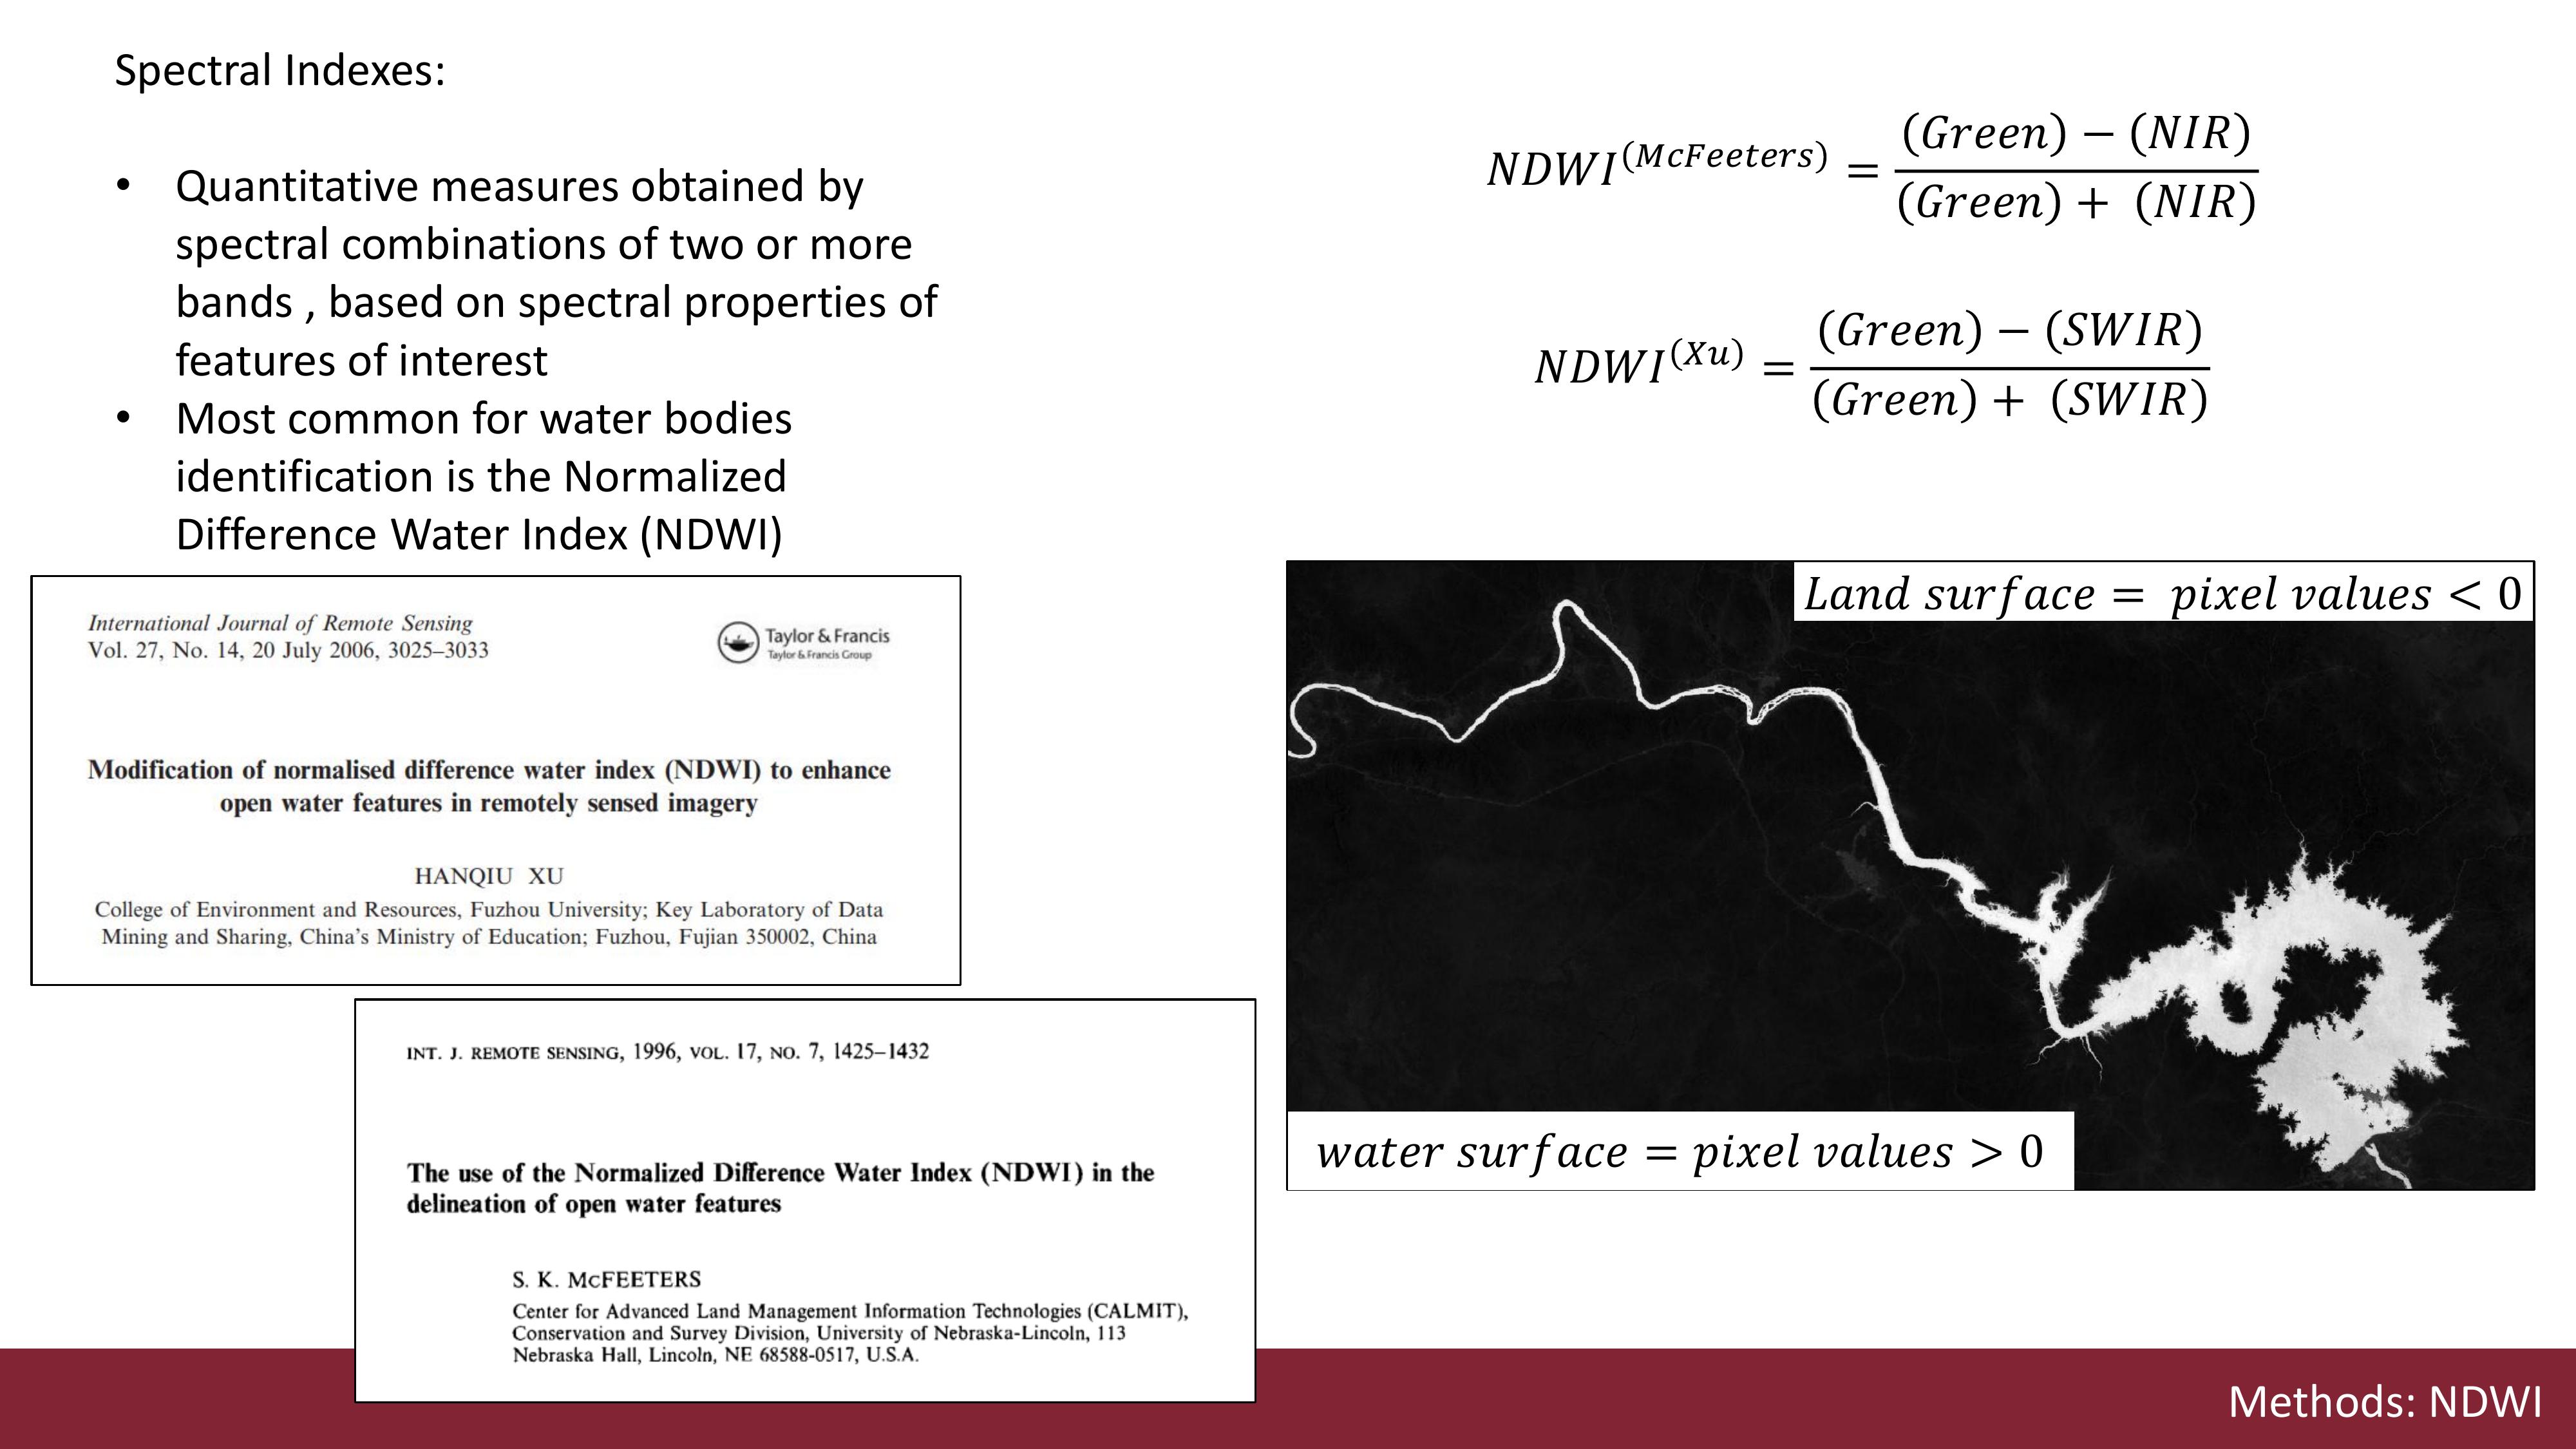 Spectral Indexes:
• Quantitative measures obtained by
spectral combinations of two or more
bands , based on spectral properties of
features of interest
• Most common for water bodies
identification is the Normalized
Difference Water Index (NDWI)
NDWI^(McFeeters) = ((Green) − (NIR)) / ((Green) + (NIR))
NDWI^(Xu) = ((Green) − (SWIR)) / ((Green) + (SWIR))
International Journal of Remote Sensing
Vol. 27, No. 14, 20 July 2006, 3025–3033
Taylor & Francis
Taylor & Francis Group
Modification of normalised difference water index (NDWI) to enhance
open water features in remotely sensed imagery
HANQIU XU
College of Environment and Resources, Fuzhou University; Key Laboratory of Data
Mining and Sharing, China’s Ministry of Education; Fuzhou, Fujian 350002, China
INT. J. REMOTE SENSING, 1996, VOL. 17, NO. 7, 1425–1432
The use of the Normalized Difference Water Index (NDWI) in the
delineation of open water features
S. K. McFEETERS
Center for Advanced Land Management Information Technologies (CALMIT),
Conservation and Survey Division, University of Nebraska-Lincoln, 113
Nebraska Hall, Lincoln, NE 68588-0517, U.S.A.
Land surface = pixel values < 0
water surface = pixel values > 0
Methods: NDWI